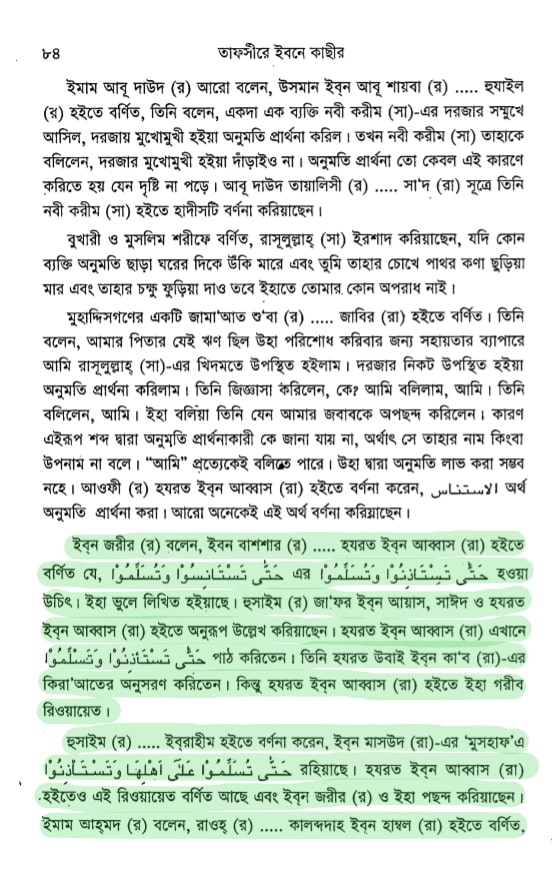 ৮৪
তাফসীরে ইবনে কাছীর
ইমাম আবূ দাউদ (র) আরো বলেন, উসমান ইব্‌ন আবূ শায়বা (র) ..... হুযাইল
(র) হইতে বর্ণিত, তিনি বলেন, একদা এক ব্যক্তি নবী করীম (সা)-এর দরজার সম্মুখে
আসিল, দরজায় মুখোমুখী হইয়া অনুমতি প্রার্থনা করিল। তখন নবী করীম (সা) তাহাকে
বলিলেন, দরজার মুখোমুখী হইয়া দাঁড়াইও না। অনুমতি প্রার্থনা তো কেবল এই কারণে
করিতে হয় যেন দৃষ্টি না পড়ে। আবূ দাউদ তায়ালিসী (র) ..... সা'দ (রা) সূত্রে তিনি
নবী করীম (সা) হইতে হাদীসটি বর্ণনা করিয়াছেন।
বুখারী ও মুসলিম শরীফে বর্ণিত, রাসূলুল্লাহ্ (সা) ইরশাদ করিয়াছেন, যদি কোন
ব্যক্তি অনুমতি ছাড়া ঘরের দিকে উঁকি মারে এবং তুমি তাহার চোখে পাথর কণা ছুড়িয়া
মার এবং তাহার চক্ষু ফুড়িয়া দাও তবে ইহাতে তোমার কোন অপরাধ নাই।
মুহাদ্দিসগণের একটি জামা'আত শু'বা (র) ..... জাবির (রা) হইতে বর্ণিত। তিনি
বলেন, আমার পিতার যেই ঋণ ছিল উহা পরিশোধ করিবার জন্য সহায়তার ব্যাপারে
আমি রাসূলুল্লাহ্ (সা)-এর খিদমতে উপস্থিত হইলাম। দরজার নিকট উপস্থিত হইয়া
অনুমতি প্রার্থনা করিলাম। তিনি জিজ্ঞাসা করিলেন, কে? আমি বলিলাম, আমি। তিনি
বলিলেন, আমি। ইহা বলিয়া তিনি যেন আমার জবাবকে অপছন্দ করিলেন। কারণ
এইরূপ শব্দ দ্বারা অনুমতি প্রার্থনাকারী কে জানা যায় না, অর্থাৎ সে তাহার নাম কিংবা
উপনাম না বলে। "আমি" প্রত্যেকেই বলিতে পারে। উহা দ্বারা অনুমতি লাভ করা সম্ভব
নহে। আওফী (র) হযরত ইব্‌ন আব্বাস (রা) হইতে বর্ণনা করেন, الاستناس অর্থ
অনুমতি প্রার্থনা করা। আরো অনেকেই এই অর্থ বর্ণনা করিয়াছেন।
ইব্‌ন জরীর (র) বলেন, ইবন বাশশার (র) ..... হযরত ইব্‌ন আব্বাস (রা) হইতে
বর্ণিত যে, حَتّٰى تَسْتَانِسُوْا وَتُسَلِّمُوْا এর حَتّٰى تَسْتَاذِنُوْا وَتُسَلِّمُوْا হওয়া
উচিৎ। ইহা ভুলে লিখিত হইয়াছে। হুসাইম (র) জা'ফর ইব্‌ন আয়াস, সাঈদ ও হযরত
ইব্‌ন আব্বাস (রা) হইতে অনুরূপ উল্লেখ করিয়াছেন। হযরত ইব্‌ন আব্বাস (রা) এখানে
حَتّٰى تَسْتَاذِنُوْا وَتُسَلِّمُوْا পাঠ করিতেন। তিনি হযরত উবাই ইব্‌ন কা'ব (রা)-এর
কিরা'আতের অনুসরণ করিতেন। কিন্তু হযরত ইব্‌ন আব্বাস (রা) হইতে ইহা গরীব
রিওয়ায়েত।
হুসাইম (র) ..... ইবরাহীম হইতে বর্ণনা করেন, ইব্‌ন মাসউদ (রা)-এর 'মুসহাফ'এ
حَتّٰى تُسَلِّمُوْا عَلٰٓى اَهْلِهَا وَتَسْتَأْذِنُوْا রহিয়াছে। হযরত ইব্‌ন আব্বাস (রা)
হইতেও এই রিওয়ায়েত বর্ণিত আছে এবং ইব্‌ন জরীর (র) ও ইহা পছন্দ করিয়াছেন।
ইমাম আহ্‌মদ (র) বলেন, রাওহ্ (র) ..... কালন্দদাহ ইব্‌ন হাম্বল (রা) হইতে বর্ণিত,